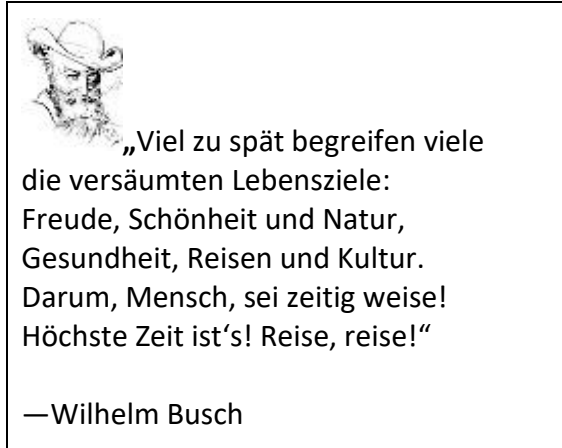 „Viel zu spät begreifen viele
die versäumten Lebensziele:
Freude, Schönheit und Natur,
Gesundheit, Reisen und Kultur.
Darum, Mensch, sei zeitig weise!
Höchste Zeit ist‘s! Reise, reise!“
—Wilhelm Busch